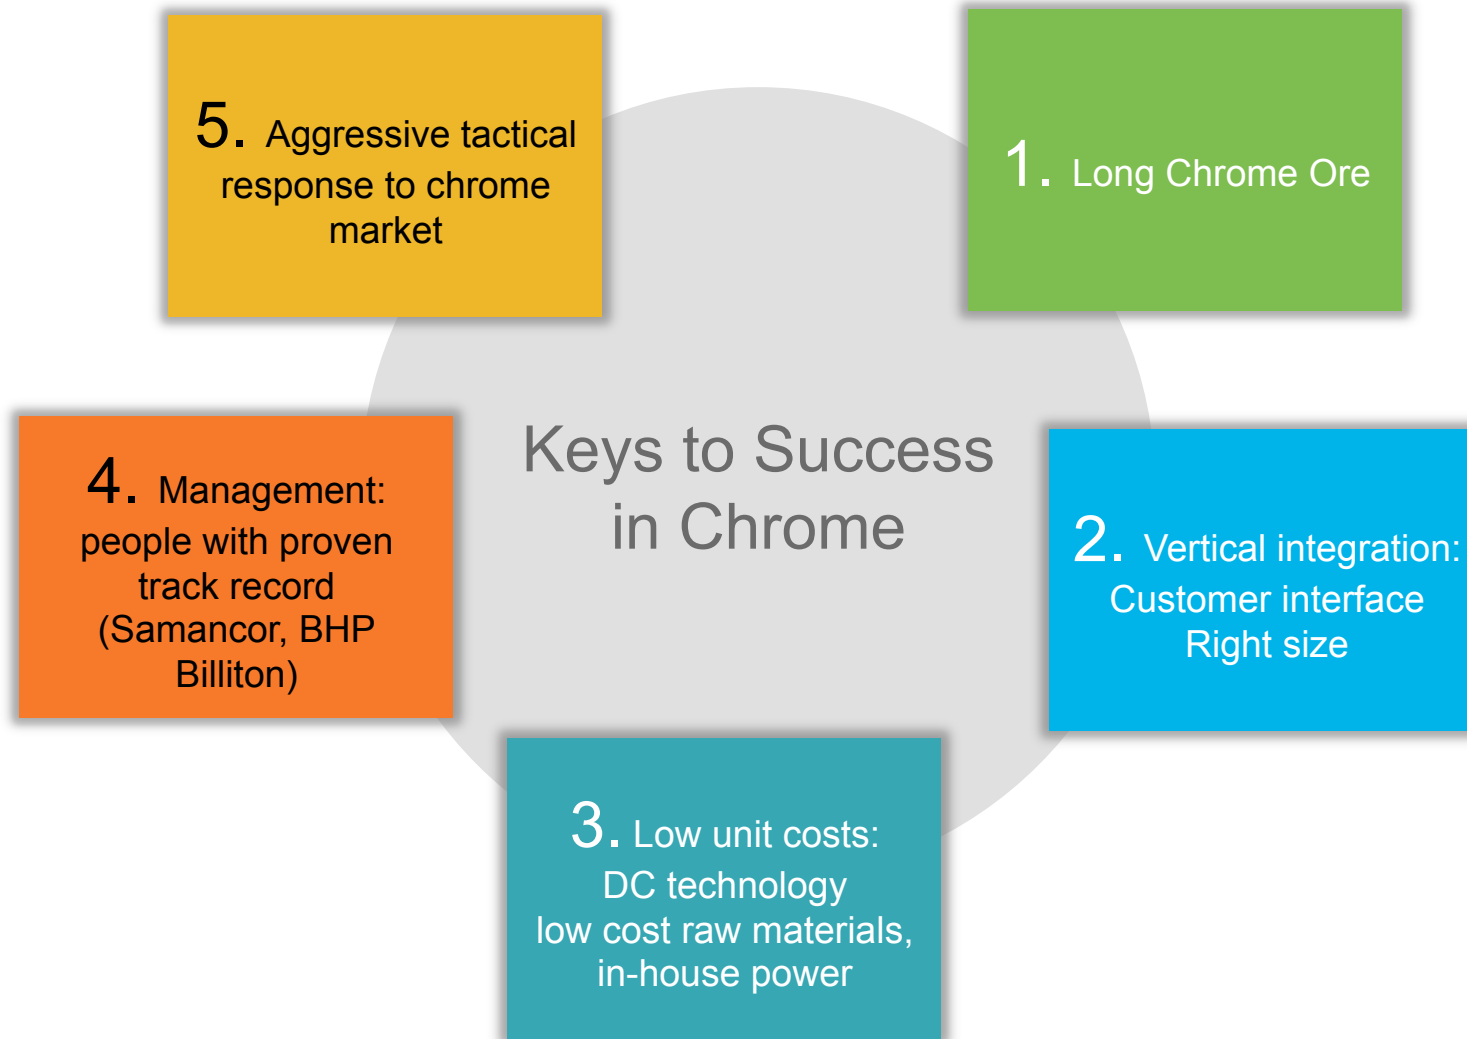 Keys to Success
in Chrome
1. Long Chrome Ore
2. Vertical integration:
Customer interface
Right size
3. Low unit costs:
DC technology
low cost raw materials,
in-house power
4. Management:
people with proven
track record
(Samancor, BHP
Billiton)
5. Aggressive tactical
response to chrome
market